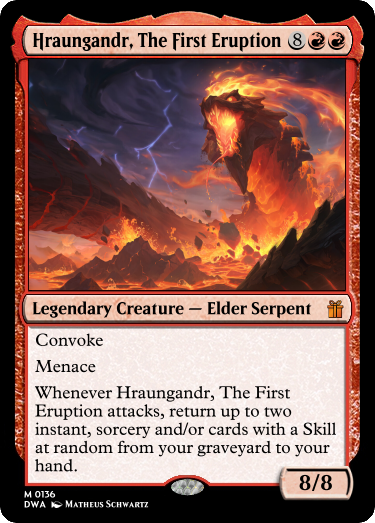 Hraungandr, The First Eruption 8
Legendary Creature — Elder Serpent
Convoke
Menace
Whenever Hraungandr, The First
Eruption attacks, return up to two
instant, sorcery and/or cards with a Skill
at random from your graveyard to your
hand.
8/8
M 0136
DWA Matheus Schwartz